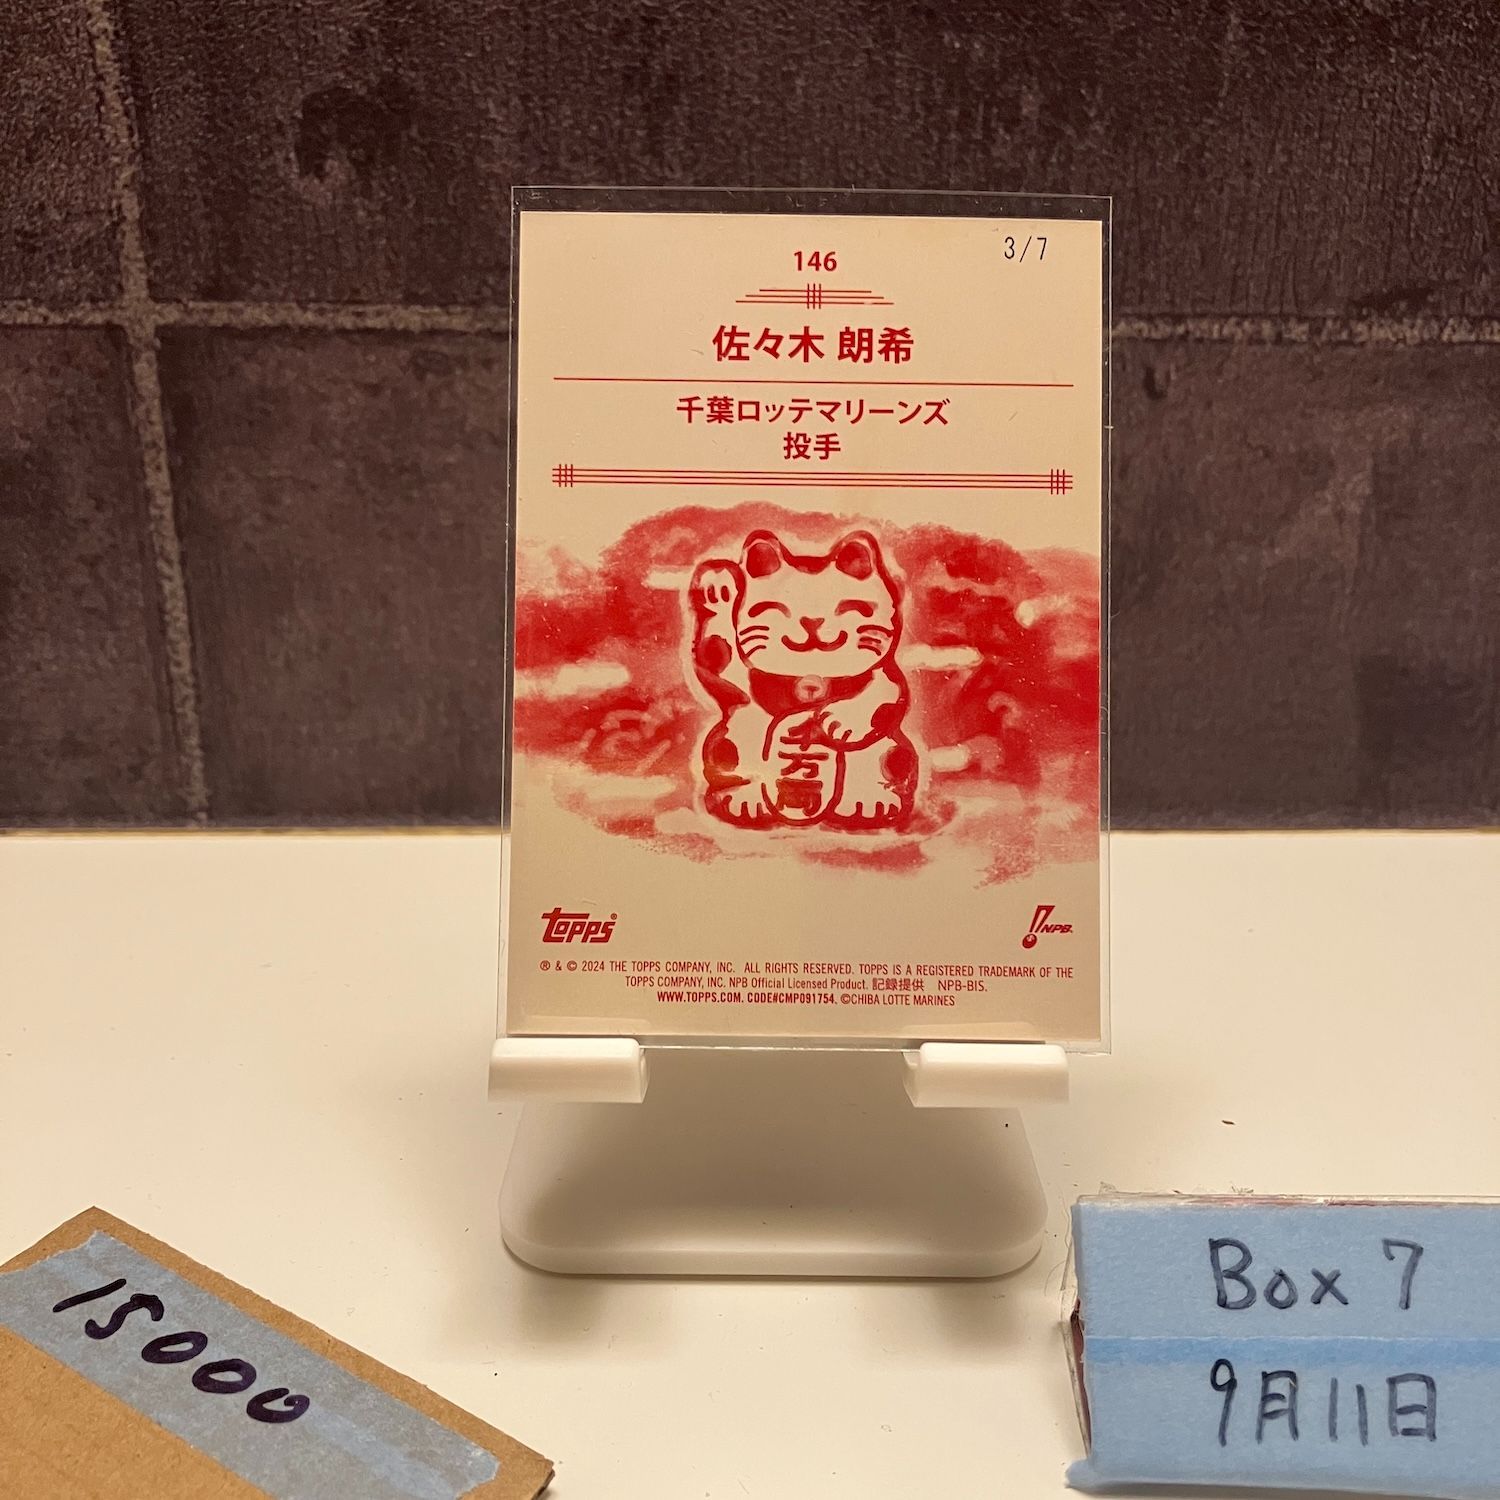 3/7
146
佐々木 朗希
千葉ロッテマリーンズ
投手
千万両
topps®
NPB
® & © 2024 THE TOPPS COMPANY, INC. ALL RIGHTS RESERVED. TOPPS IS A REGISTERED TRADEMARK OF THE
TOPPS COMPANY, INC. NPB Official Licensed Product. 記録提供 NPB-BIS.
WWW.TOPPS.COM. CODE#CMP091754. ©CHIBA LOTTE MARINES
15000
Box 7
9月11日